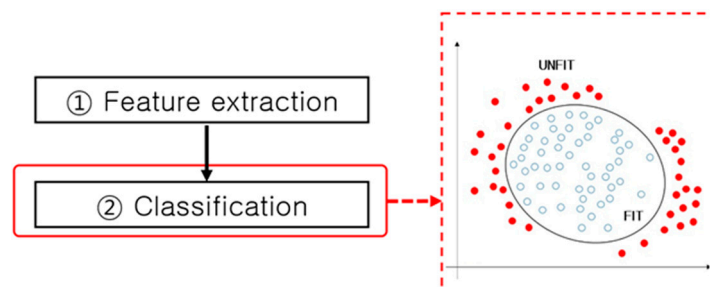 ① Feature extraction
② Classification
UNFIT
FIT